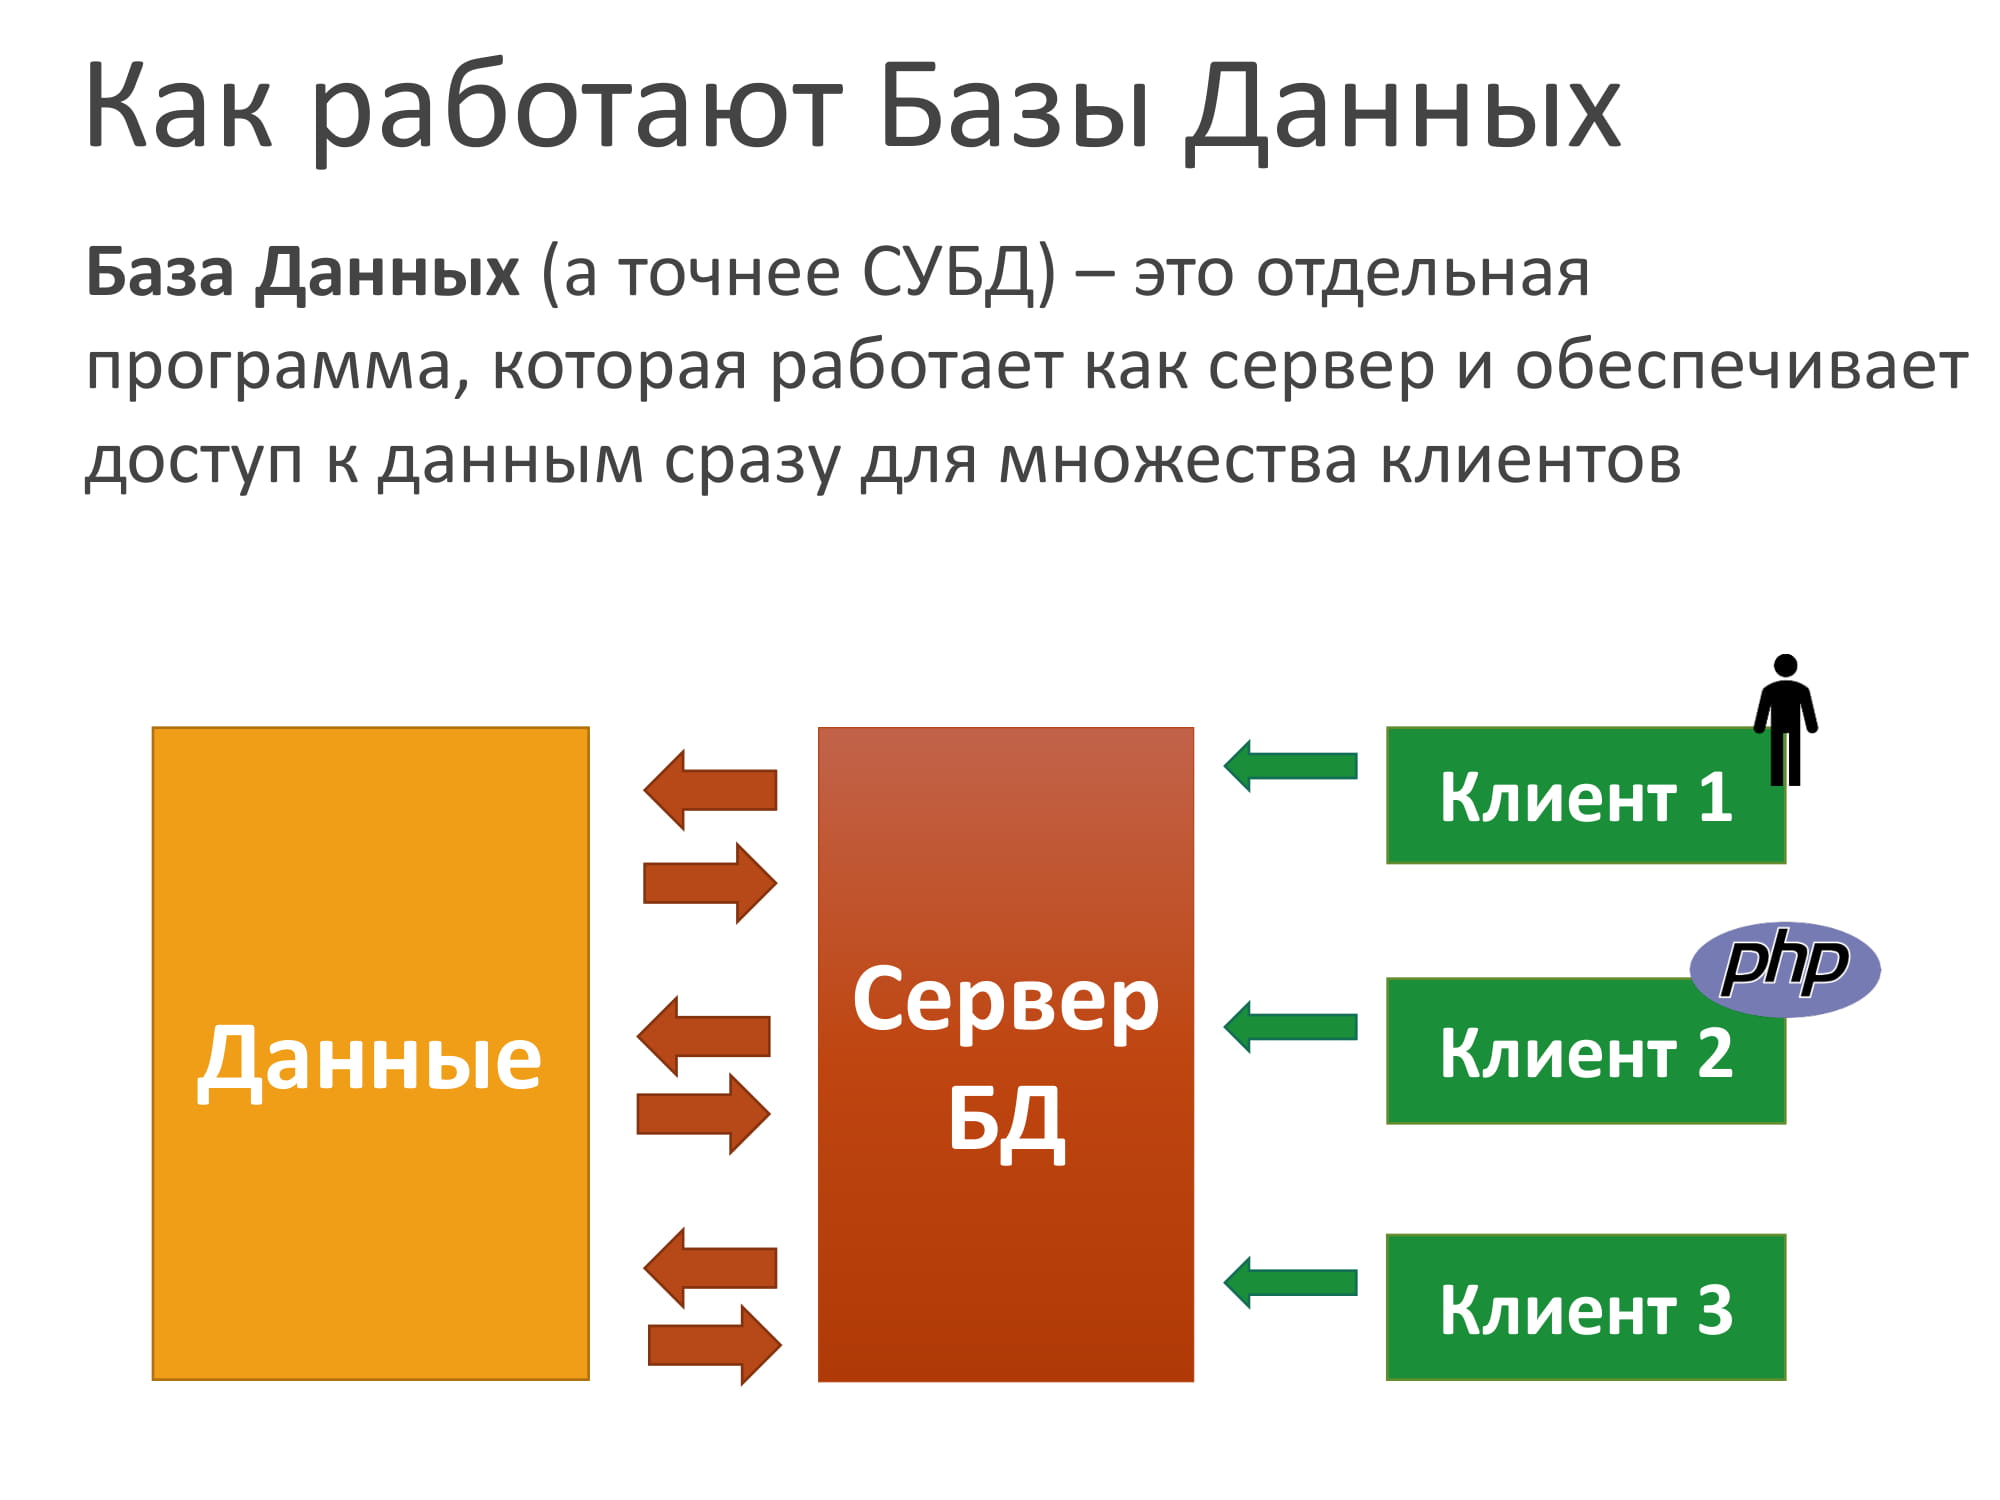 Как работают Базы Данных
База Данных (а точнее СУБД) – это отдельная
программа, которая работает как сервер и обеспечивает
доступ к данным сразу для множества клиентов
Данные
Сервер
БД
Клиент 1
php
Клиент 2
Клиент 3